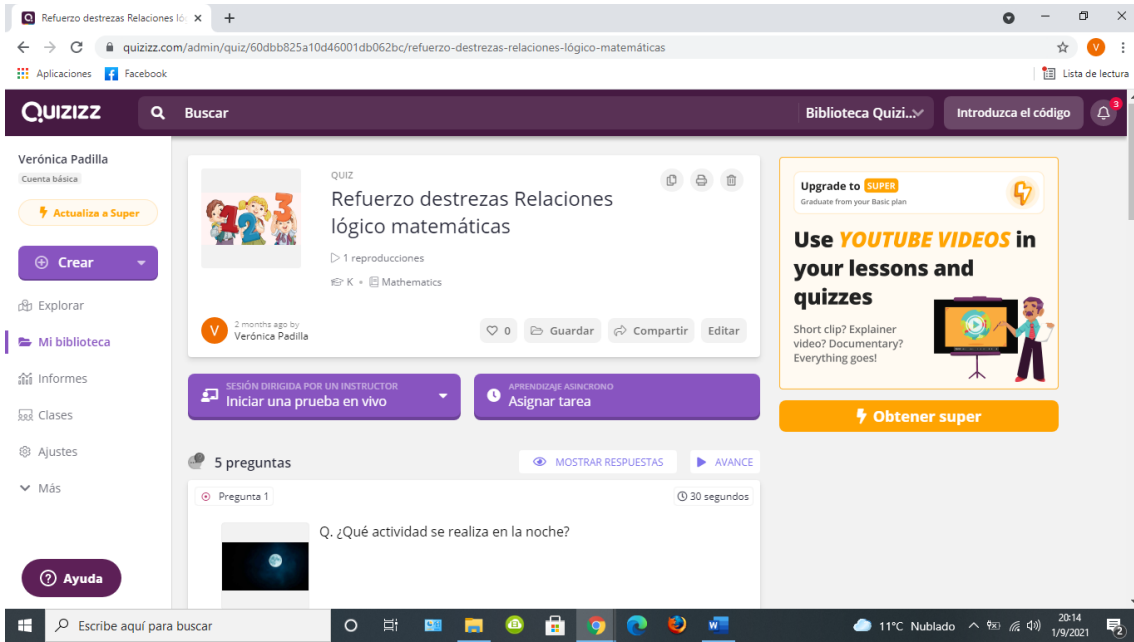 Refuerzo destrezas Relaciones ló
quizizz.com/admin/quiz/60dbb825a10d46001db062bc/refuerzo-destrezas-relaciones-lógico-matemáticas
V
Aplicaciones
Facebook
Lista de lectura
QUIZIZZ
Buscar
Biblioteca Quizi...
Introduzca el código
3
Verónica Padilla
Cuenta básica
Actualiza a Super
Crear
Explorar
Mi biblioteca
Informes
Clases
Ajustes
Más
Ayuda
123
QUIZ
Refuerzo destrezas Relaciones
lógico matemáticas
1 reproducciones
K • Mathematics
V
2 months ago by
Verónica Padilla
0
Guardar
Compartir
Editar
SESIÓN DIRIGIDA POR UN INSTRUCTOR
Iniciar una prueba en vivo
APRENDIZAJE ASINCRONO
Asignar tarea
5 preguntas
MOSTRAR RESPUESTAS
AVANCE
Pregunta 1
30 segundos
Q. ¿Qué actividad se realiza en la noche?
Upgrade to SUPER
Graduate from your Basic plan
Use YOUTUBE VIDEOS in
your lessons and
quizzes
Short clip? Explainer
video? Documentary?
Everything goes!
Obtener super
Escribe aquí para buscar
11°C Nublado
20:14
1/9/2021
2